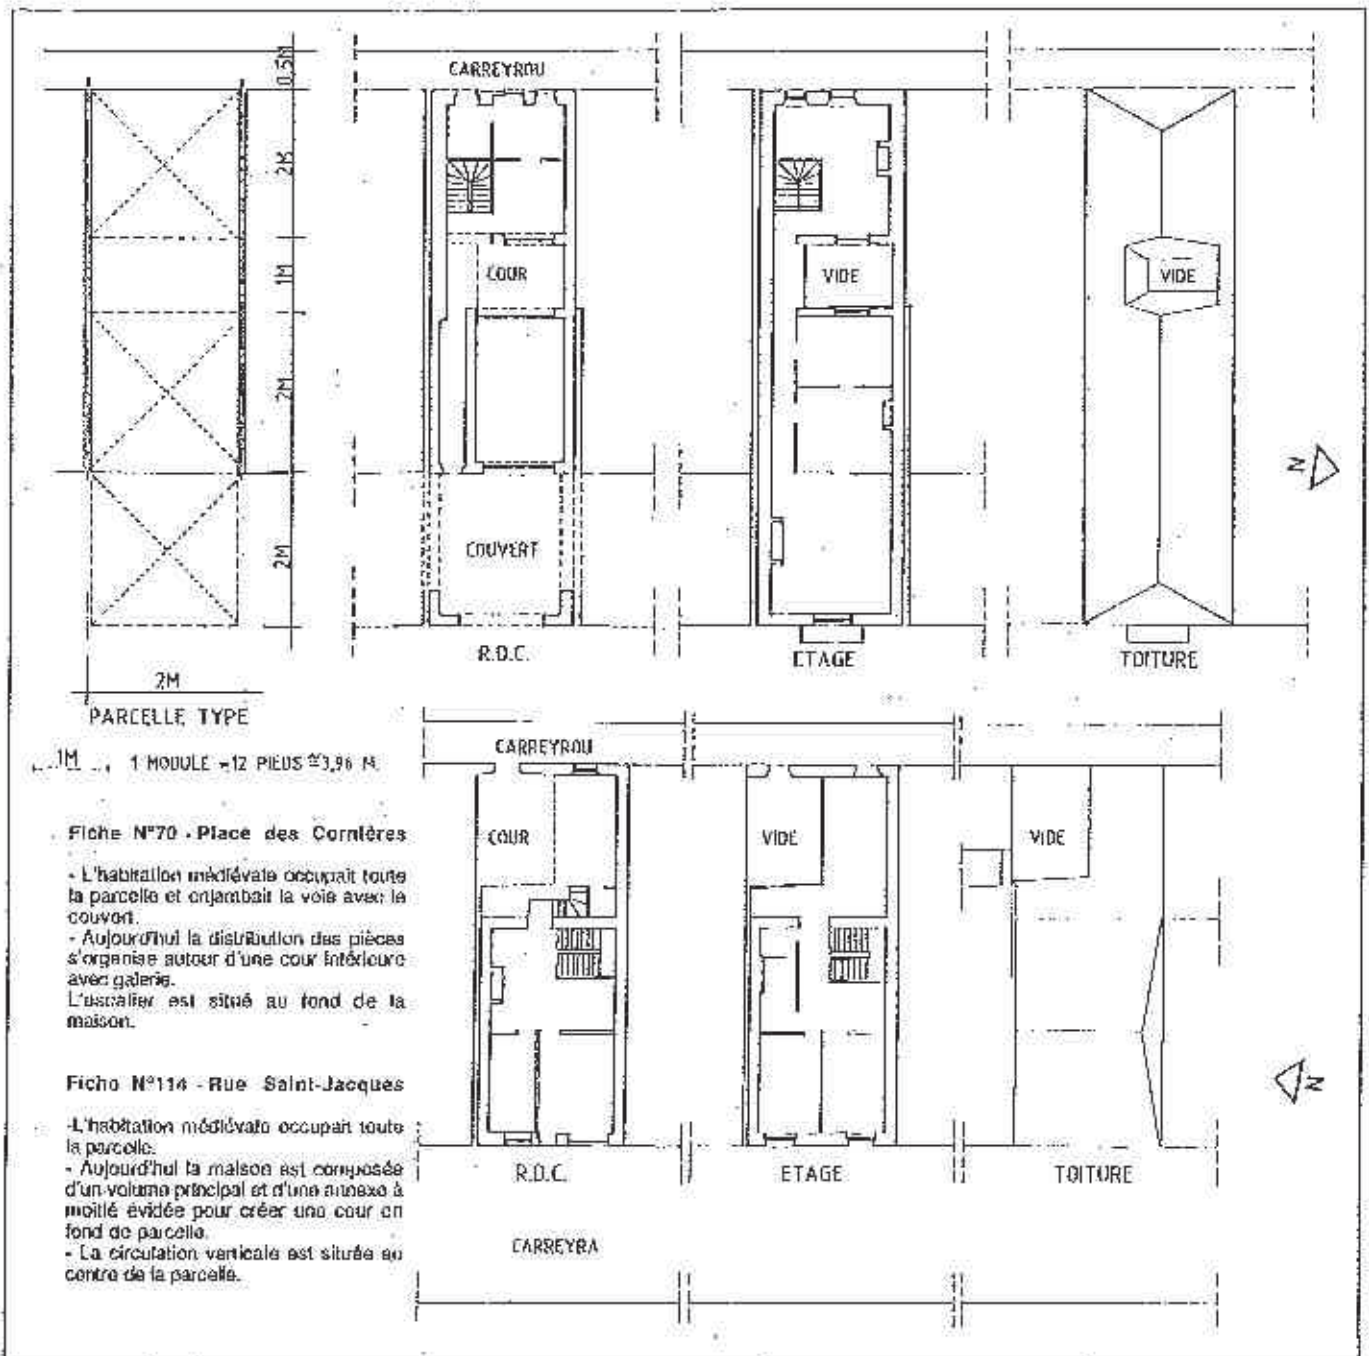 CARREYROU
0.5M
2M
1M
2M
2M
COUR
VIDE
VIDE
COUVERT
N
R.D.C.
ETAGE
TOITURE
2M
PARCELLE TYPE
1M
1 MODULE = 12 PIEDS ≅ 3,96 M.
CARREYROU
COUR
VIDE
VIDE
N
R.D.C.
ETAGE
TOITURE
CARREYRA
Fiche N°70 - Place des Cornières
- L'habitation médiévale occupait toute
la parcelle et enjambait la voie avec le
couvert.
- Aujourd'hui la distribution des pièces
s'organise autour d'une cour intérieure
avec galerie.
L'escalier est situé au fond de la
maison.
Fiche N°114 - Rue Saint-Jacques
-L'habitation médiévale occupait toute
la parcelle.
- Aujourd'hui la maison est composée
d'un volume principal et d'une annexe à
moitié évidée pour créer une cour en
fond de parcelle.
- La circulation verticale est située au
centre de la parcelle.